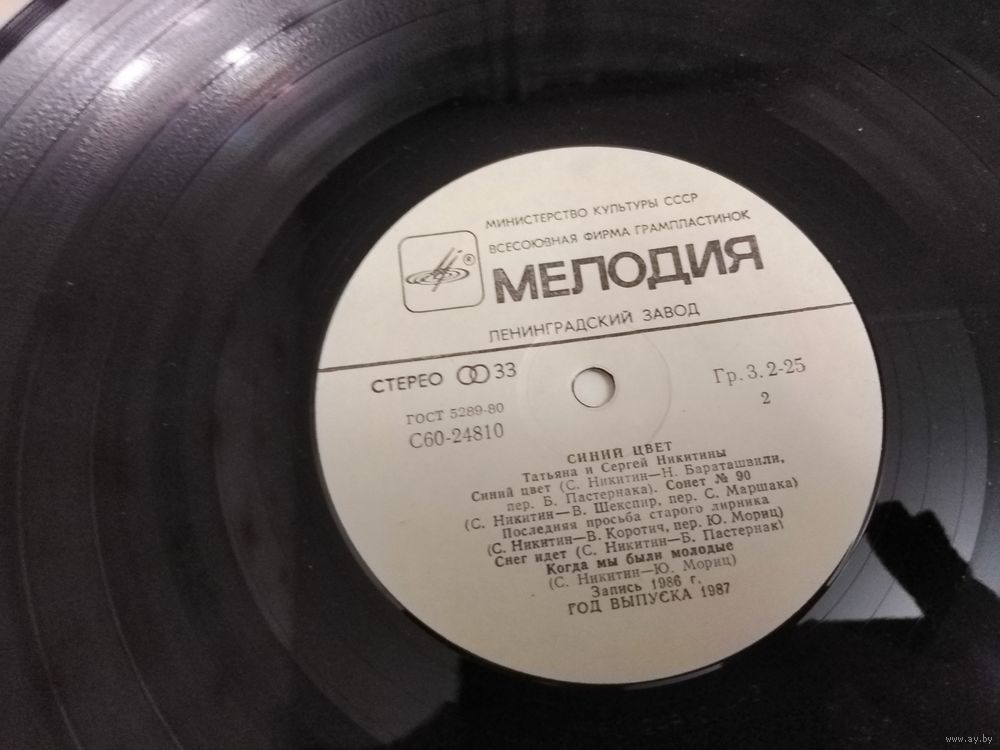 МИНИСТЕРСТВО КУЛЬТУРЫ СССР
ВСЕСОЮЗНАЯ ФИРМА ГРАМПЛАСТИНОК
®
МЕЛОДИЯ
ЛЕНИНГРАДСКИЙ ЗАВОД
СТЕРЕО 33
Гр. 3. 2-25
ГОСТ 5289-80
2
С60-24810
СИНИЙ ЦВЕТ
Татьяна и Сергей Никитины
Синий цвет (С. Никитин—Н. Бараташвили,
пер. Б. Пастернака). Сонет № 90
(С. Никитин—В. Шекспир, пер. С. Маршака)
Последняя просьба старого лирника
(С. Никитин—В. Коротич, пер. Ю. Мориц)
Снег идет (С. Никитин—Б. Пастернак)
Когда мы были молодые
(С. Никитин—Ю. Мориц)
Запись 1986 г.
ГОД ВЫПУСКА 1987
www.ay.by